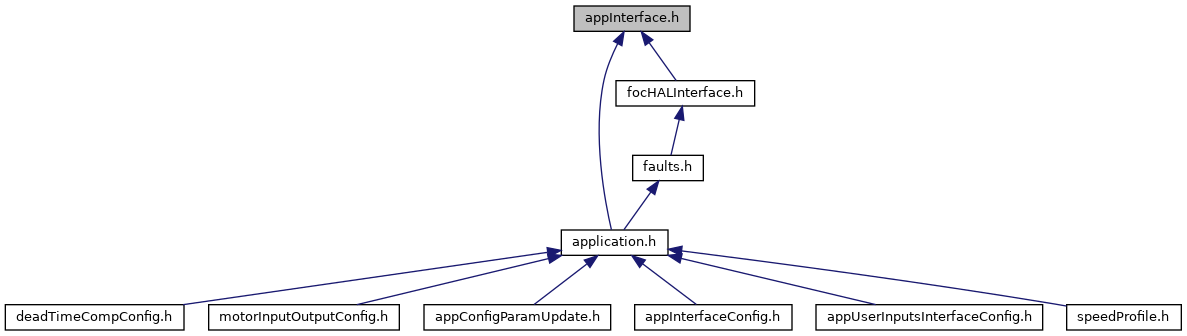 appInterface.h
focHALInterface.h
faults.h
application.h
deadTimeCompConfig.h
motorInputOutputConfig.h
appConfigParamUpdate.h
appInterfaceConfig.h
appUserInputsInterfaceConfig.h
speedProfile.h